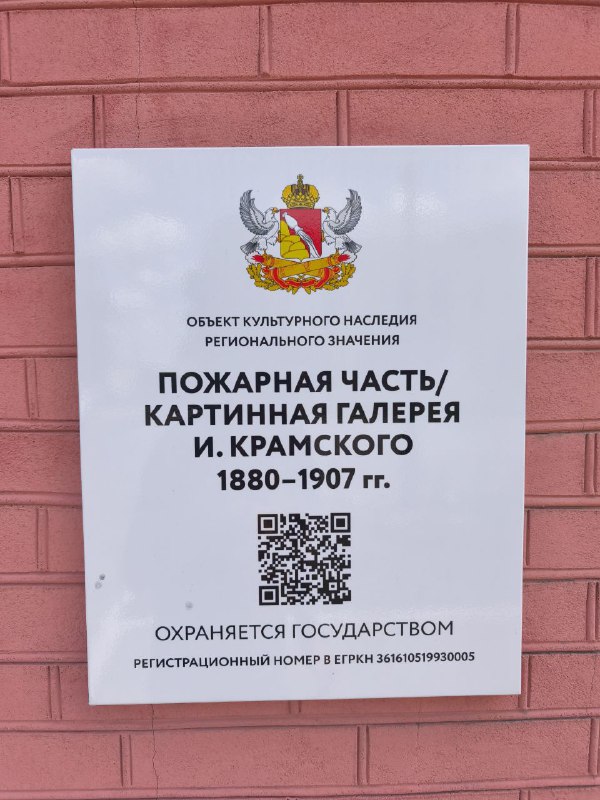 ОБЪЕКТ КУЛЬТУРНОГО НАСЛЕДИЯ
РЕГИОНАЛЬНОГО ЗНАЧЕНИЯ
ПОЖАРНАЯ ЧАСТЬ/
КАРТИННАЯ ГАЛЕРЕЯ
И. КРАМСКОГО
1880–1907 гг.
ОХРАНЯЕТСЯ ГОСУДАРСТВОМ
РЕГИСТРАЦИОННЫЙ НОМЕР В ЕГРКН 361610519930005